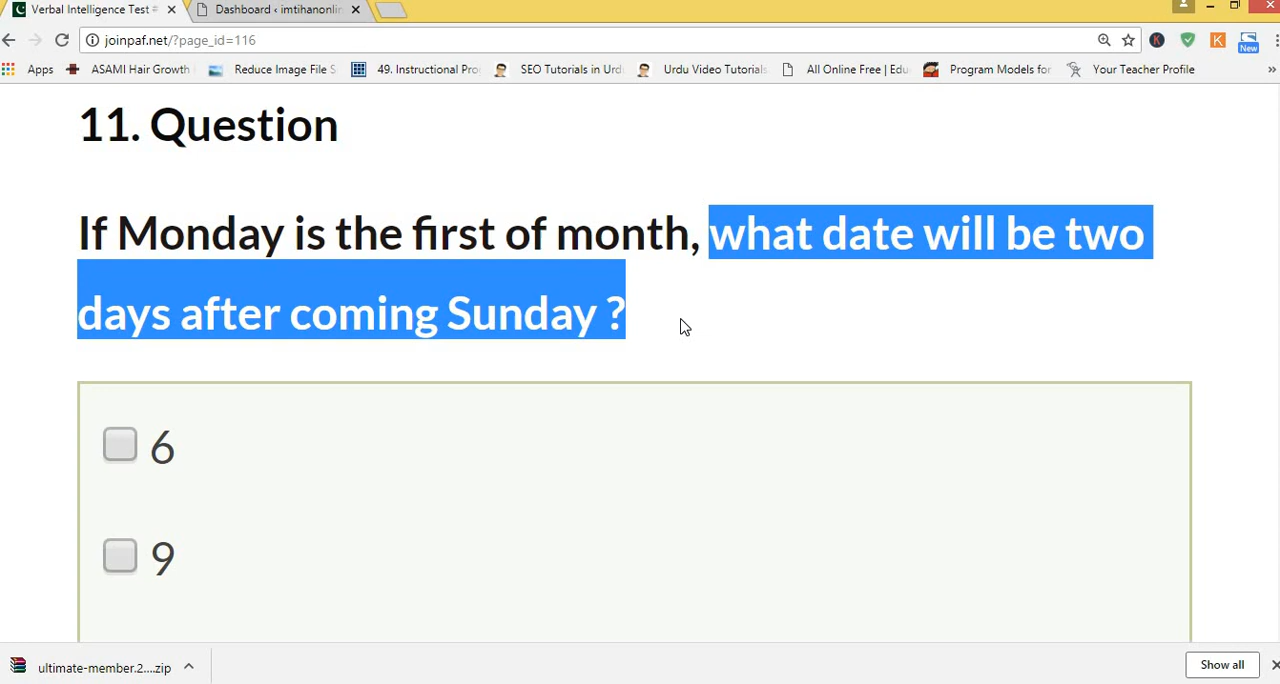 Verbal Intelligence Test
Dashboard ‹ imtihanonlin
joinpaf.net/?page_id=116
Apps ASAMI Hair Growth Reduce Image File S 49. Instructional Pro SEO Tutorials in Urd Urdu Video Tutorials All Online Free | Edu Program Models for Your Teacher Profile »
New
11. Question
If Monday is the first of month, what date will be two
days after coming Sunday ?
6
9
ultimate-member.2....zip
Show all